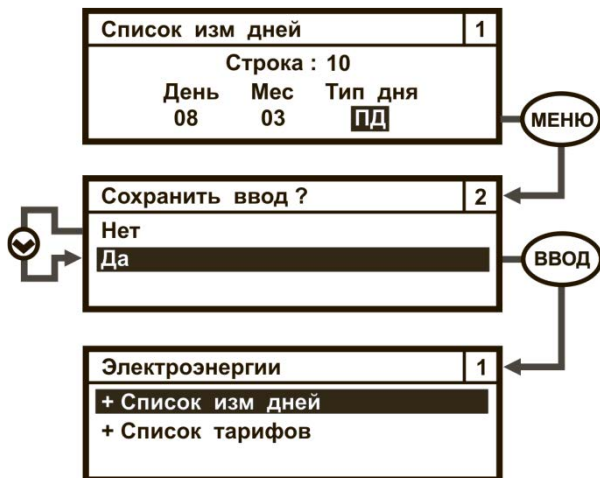 Список изм дней 1
Строка : 10
День Мес Тип дня
08 03 ПД
МЕНЮ
Сохранить ввод ? 2
Нет
Да
ВВОД
Электроэнергии 1
+ Список изм дней
+ Список тарифов